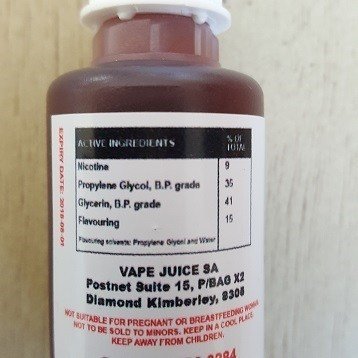 ACTIVE INGREDIENTS % OF TOTAL
Nicotine 9
Propylene Glycol, B.P. grade 35
Glycerin, B.P. grade 41
Flavouring 15
Flavouring solvents: Propylene Glycol and Water
VAPE JUICE SA
Postnet Suite 15, P/BAG X2
Diamond Kimberley, 8305
NOT SUITABLE FOR PREGNANT OR BREASTFEEDING WOMAN.
NOT TO BE SOLD TO MINORS. KEEP IN A COOL PLACE.
KEEP AWAY FROM CHILDREN.
EXPIRY DATE: 2018-08-01